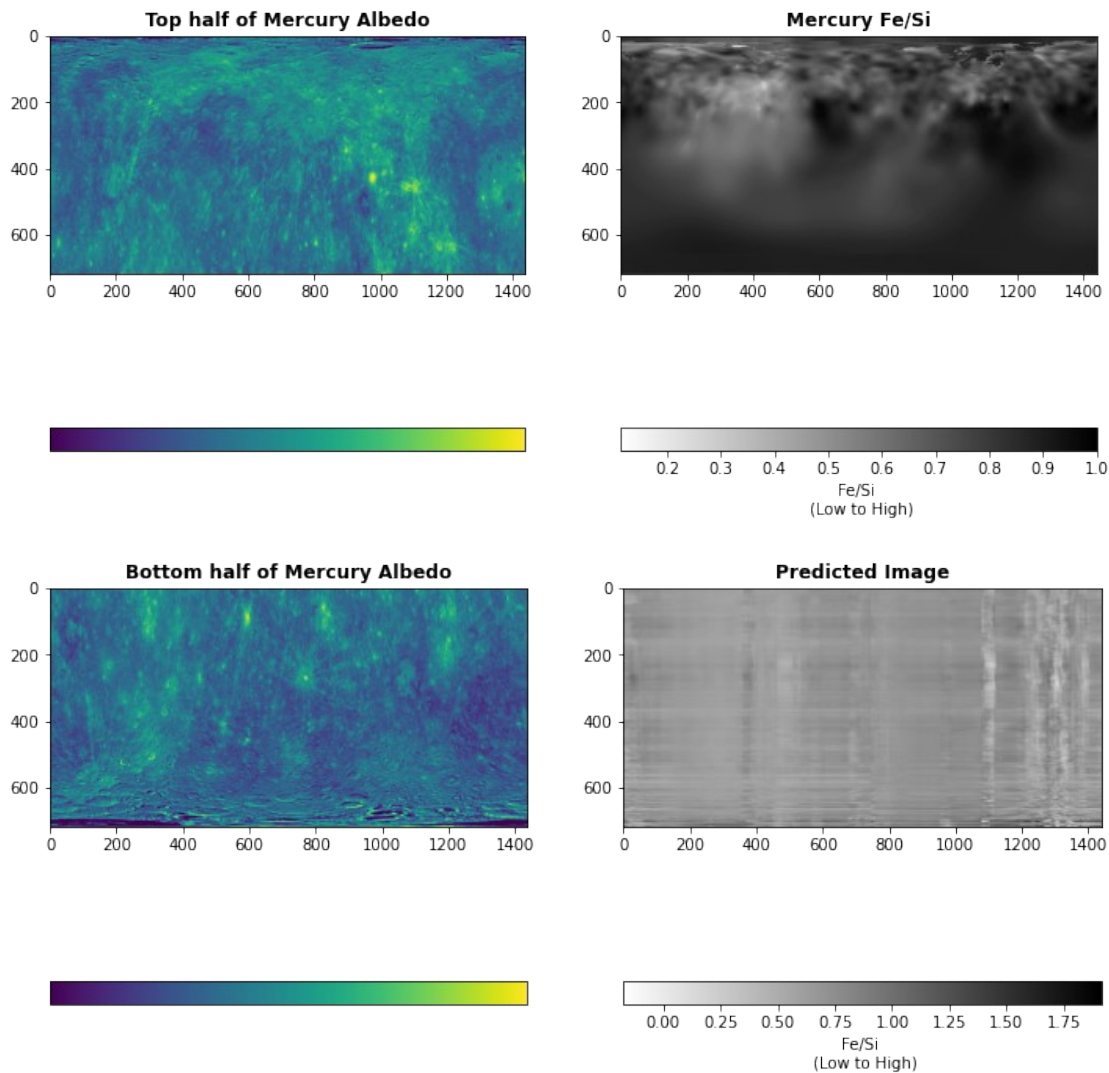 Top half of Mercury Albedo
0
200
400
600
0 200 400 600 800 1000 1200 1400
Mercury Fe/Si
0
200
400
600
0 200 400 600 800 1000 1200 1400
0.2 0.3 0.4 0.5 0.6 0.7 0.8 0.9 1.0
Fe/Si
(Low to High)
Bottom half of Mercury Albedo
0
200
400
600
0 200 400 600 800 1000 1200 1400
Predicted Image
0
200
400
600
0 200 400 600 800 1000 1200 1400
0.00 0.25 0.50 0.75 1.00 1.25 1.50 1.75
Fe/Si
(Low to High)